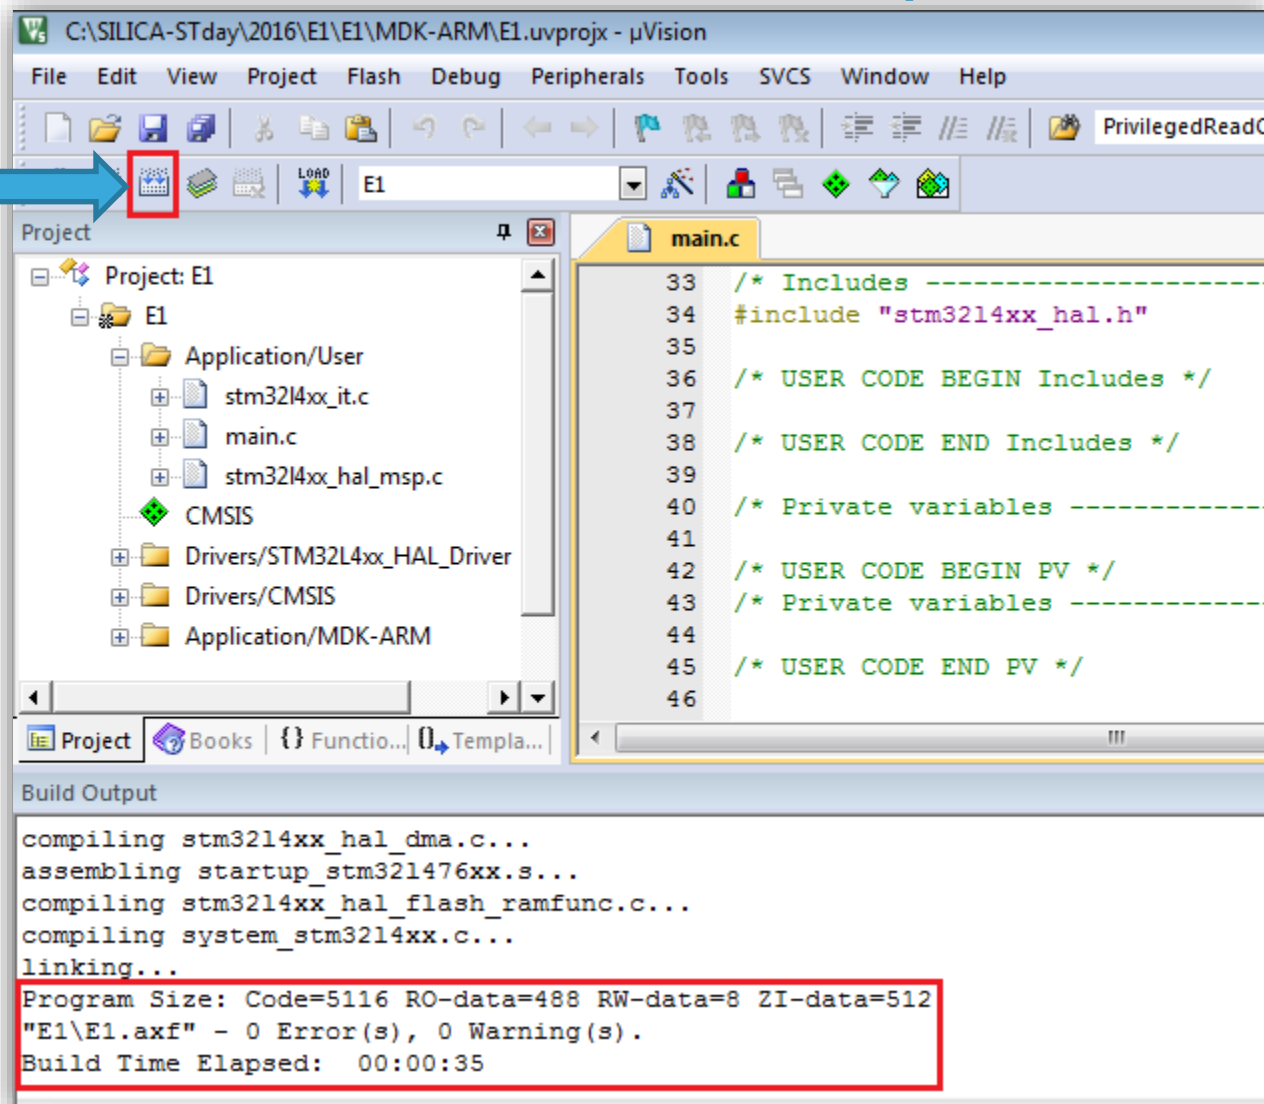 C:\SILICA-STday\2016\E1\E1\MDK-ARM\E1.uvprojx - µVision
File Edit View Project Flash Debug Peripherals Tools SVCS Window Help
PrivilegedReadO
LOAD E1
Project
main.c
Project: E1
E1
Application/User
stm32l4xx_it.c
main.c
stm32l4xx_hal_msp.c
CMSIS
Drivers/STM32L4xx_HAL_Driver
Drivers/CMSIS
Application/MDK-ARM
33 /* Includes ---------------------
34 #include "stm32l4xx_hal.h"
35
36 /* USER CODE BEGIN Includes */
37
38 /* USER CODE END Includes */
39
40 /* Private variables ------------
41
42 /* USER CODE BEGIN PV */
43 /* Private variables ------------
44
45 /* USER CODE END PV */
46
Project Books {} Functio... Templa...
Build Output
compiling stm32l4xx_hal_dma.c...
assembling startup_stm32l476xx.s...
compiling stm32l4xx_hal_flash_ramfunc.c...
compiling system_stm32l4xx.c...
linking...
Program Size: Code=5116 RO-data=488 RW-data=8 ZI-data=512
"E1\E1.axf" - 0 Error(s), 0 Warning(s).
Build Time Elapsed:  00:00:35